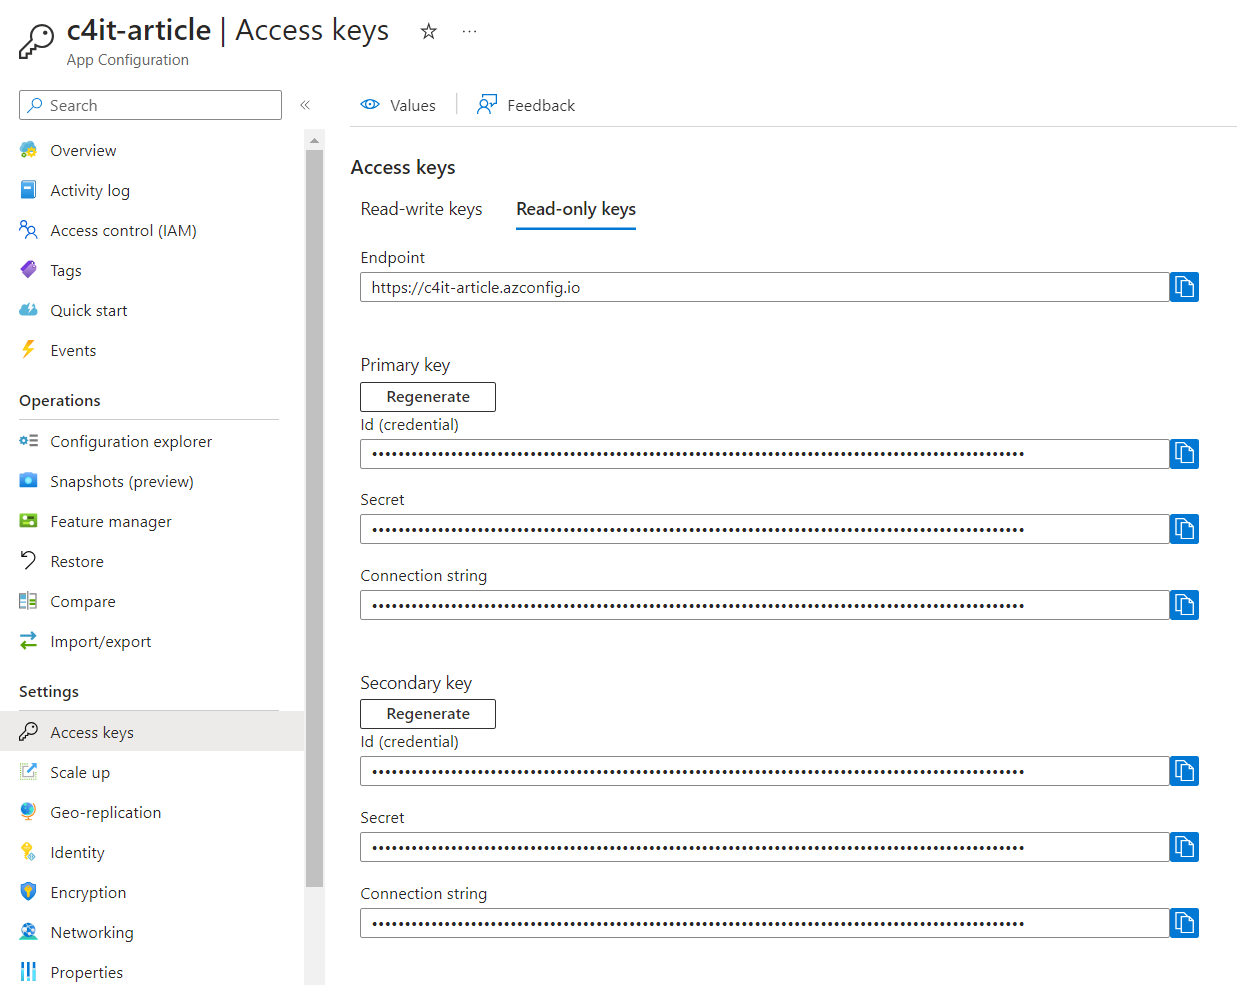 c4it-article | Access keys
App Configuration
Search
Values
Feedback
Overview
Activity log
Access control (IAM)
Tags
Quick start
Events
Operations
Configuration explorer
Snapshots (preview)
Feature manager
Restore
Compare
Import/export
Settings
Access keys
Scale up
Geo-replication
Identity
Encryption
Networking
Properties
Access keys
Read-write keys
Read-only keys
Endpoint
https://c4it-article.azconfig.io
Primary key
Regenerate
Id (credential)
Secret
Connection string
Secondary key
Regenerate
Id (credential)
Secret
Connection string